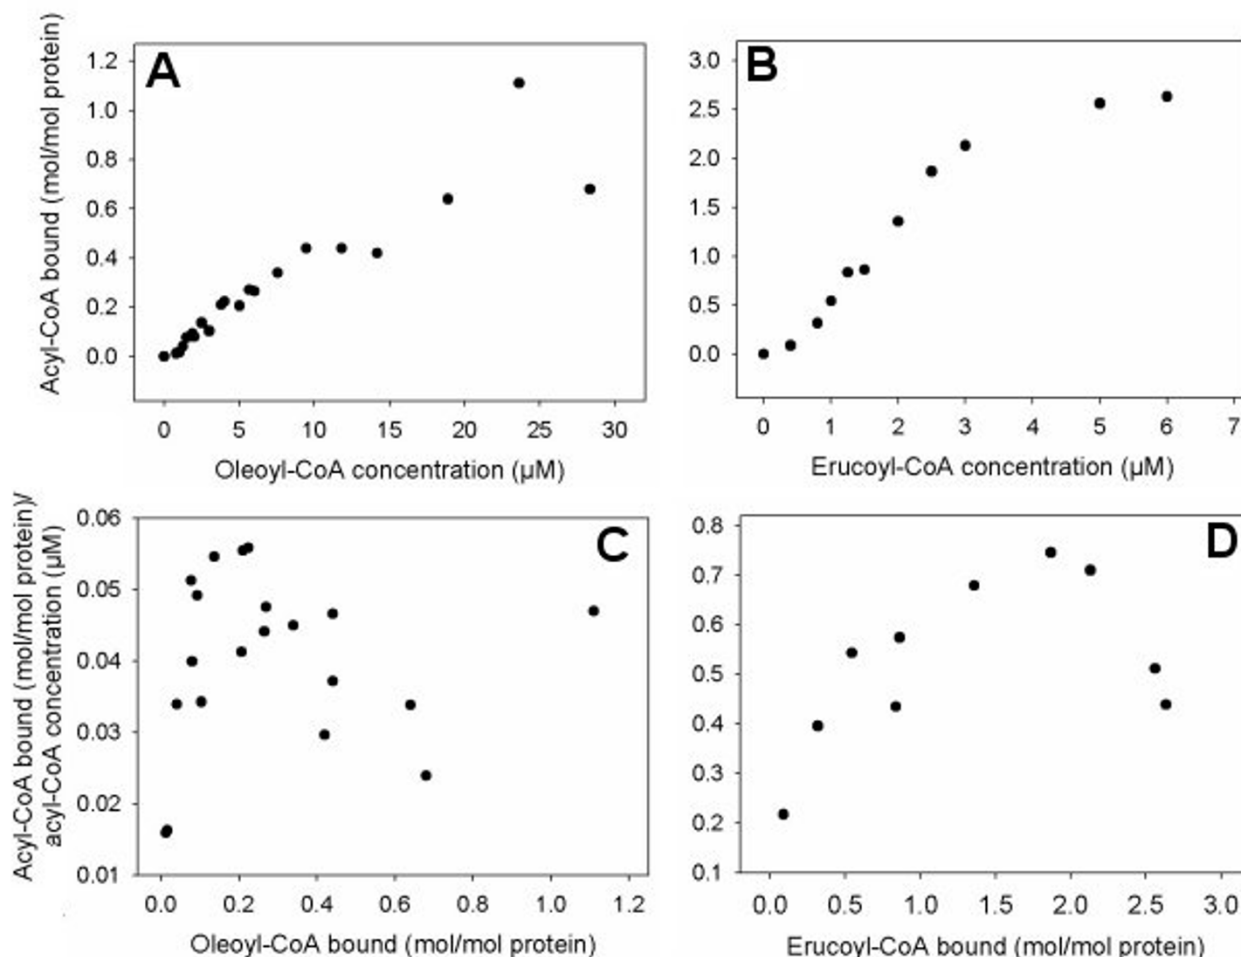 A
Acyl-CoA bound (mol/mol protein)
1.2
1.0
0.8
0.6
0.4
0.2
0.0
0 5 10 15 20 25 30
Oleoyl-CoA concentration (µM)
B
3.0
2.5
2.0
1.5
1.0
0.5
0.0
0 1 2 3 4 5 6 7
Erucoyl-CoA concentration (µM)
C
Acyl-CoA bound (mol/mol protein)/
acyl-CoA concentration (µM)
0.06
0.05
0.04
0.03
0.02
0.01
0.0 0.2 0.4 0.6 0.8 1.0 1.2
Oleoyl-CoA bound (mol/mol protein)
D
0.8
0.7
0.6
0.5
0.4
0.3
0.2
0.1
0.0 0.5 1.0 1.5 2.0 2.5 3.0
Erucoyl-CoA bound (mol/mol protein)